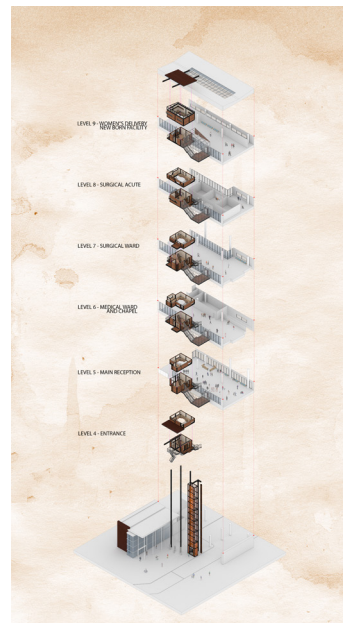 LEVEL 9 - WOMEN'S DELIVERY
NEW BORN FACILITY
LEVEL 8 - SURGICAL ACUTE
LEVEL 7 - SURGICAL WARD
LEVEL 6 - MEDICAL WARD
AND CHAPEL
LEVEL 5 - MAIN RECEPTION
LEVEL 4 - ENTRANCE